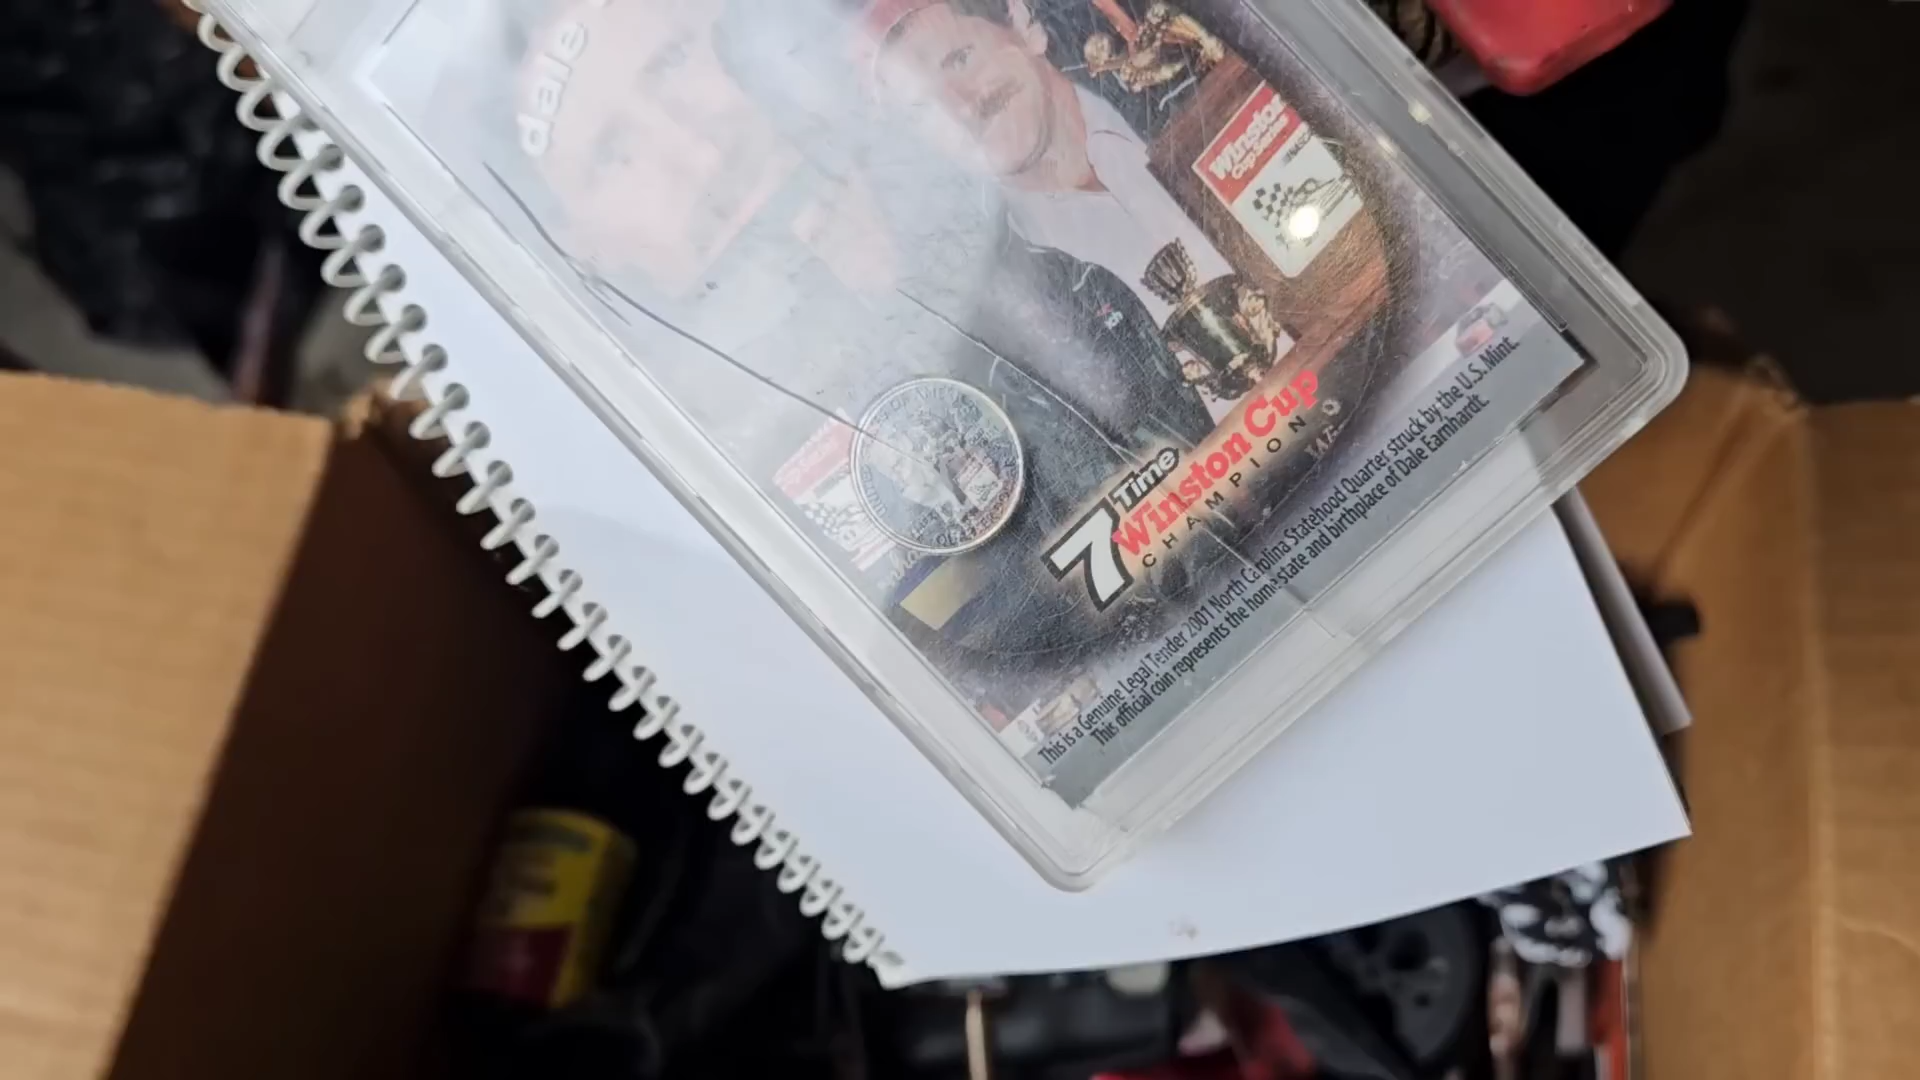 dale
Winston
Cup Series
7 Time
Winston Cup
CHAMPION
This is a Genuine Legal Tender 2001 North Carolina Statehood Quarter struck by the U.S. Mint.
This official coin represents the home state and birthplace of Dale Earnhardt.